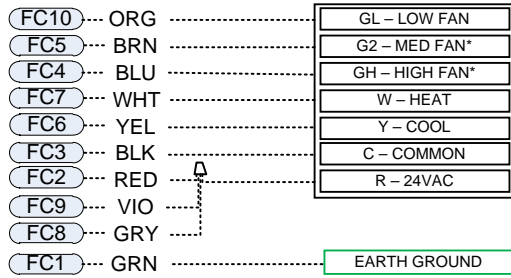 FC10 ORG GL – LOW FAN
FC5 BRN G2 – MED FAN*
FC4 BLU GH – HIGH FAN*
FC7 WHT W – HEAT
FC6 YEL Y – COOL
FC3 BLK C – COMMON
FC2 RED R – 24VAC
FC9 VIO
FC8 GRY
FC1 GRN EARTH GROUND